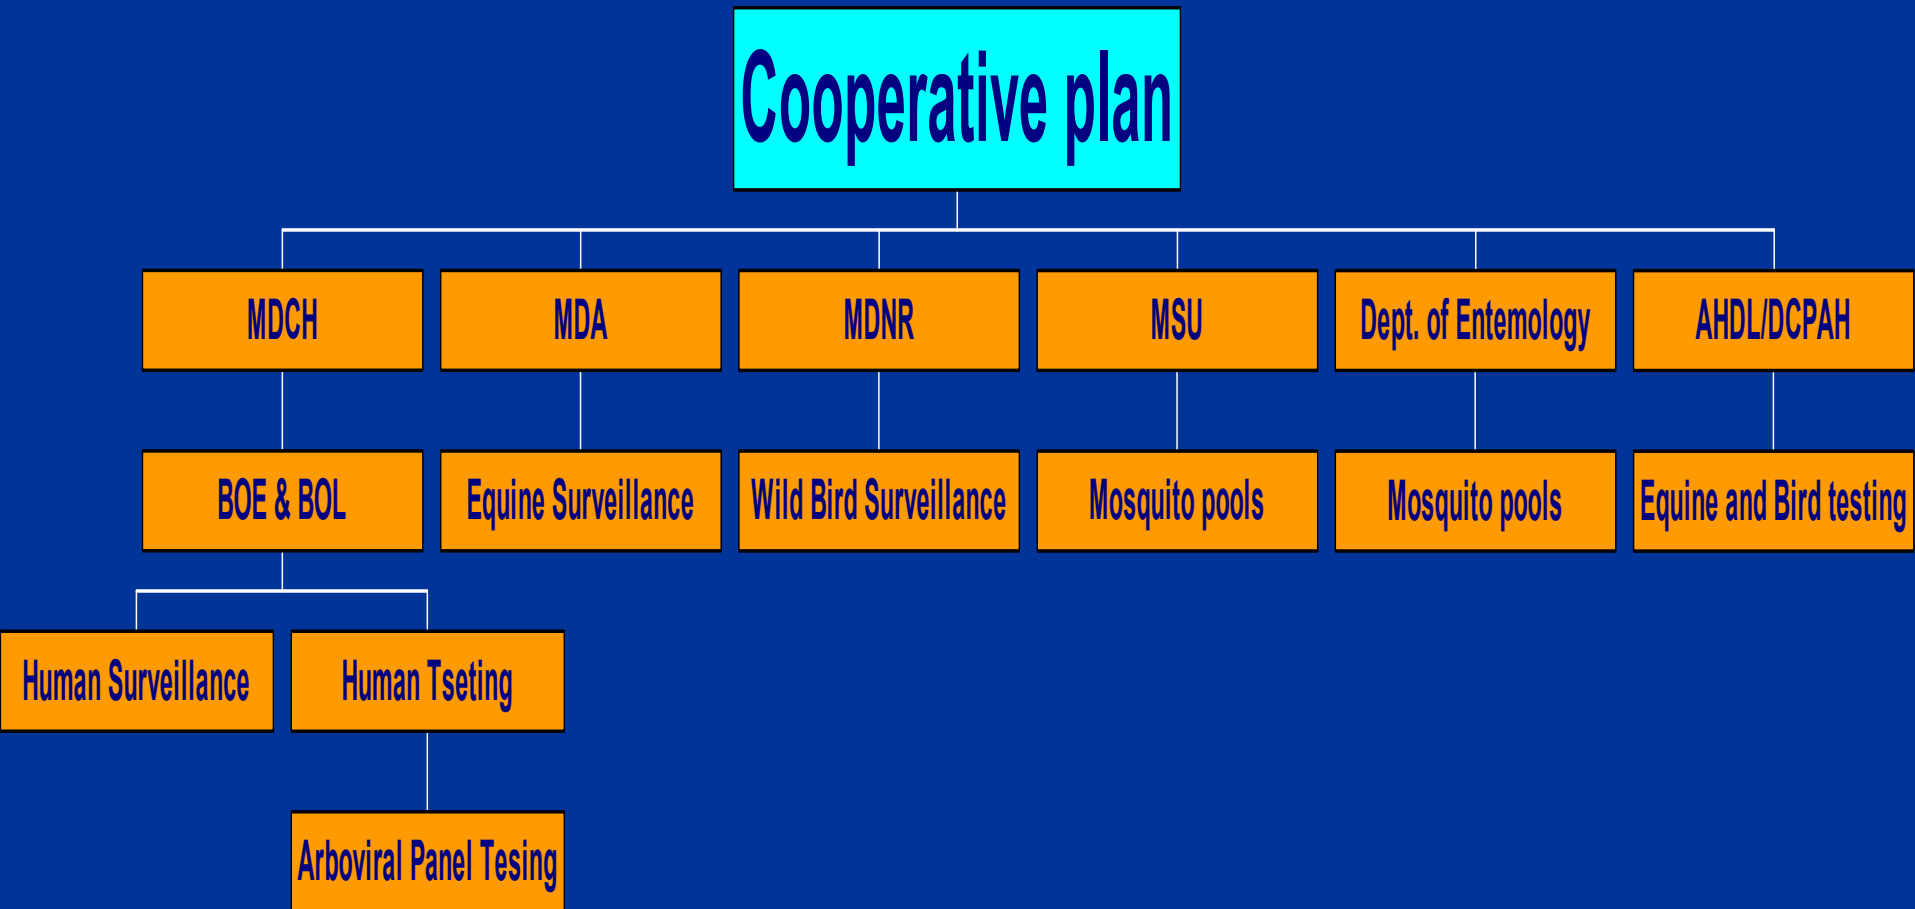 Cooperative plan
MDCH
MDA
MDNR
MSU
Dept. of Entemology
AHDL/DCPAH
BOE & BOL
Equine Surveillance
Wild Bird Surveillance
Mosquito pools
Mosquito pools
Equine and Bird testing
Human Surveillance
Human Tseting
Arboviral Panel Tesing